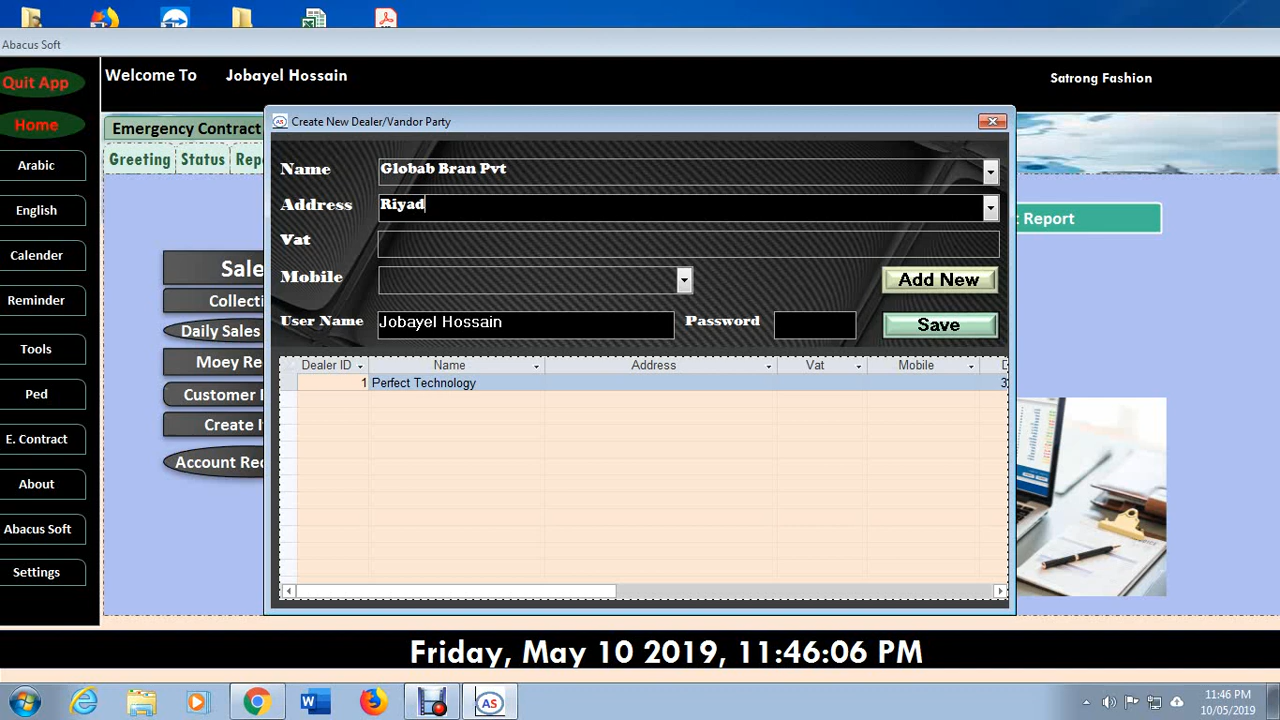 Abacus Soft
Quit App
Welcome To Jobayel Hossain
Satrong Fashion
Home
Emergency Contract
Create New Dealer/Vandor Party
Arabic
Greeting Status
Name Globab Bran Pvt
Address Riyad
English
Report
Vat
Calender
Mobile
Add New
Reminder
User Name Jobayel Hossain Password
Save
Daily Sales
Tools
Dealer ID Name Address Vat Mobile
1 Perfect Technology
Ped
E. Contract
About
Abacus Soft
Settings
Friday, May 10 2019, 11:46:06 PM
11:46 PM
10/05/2019